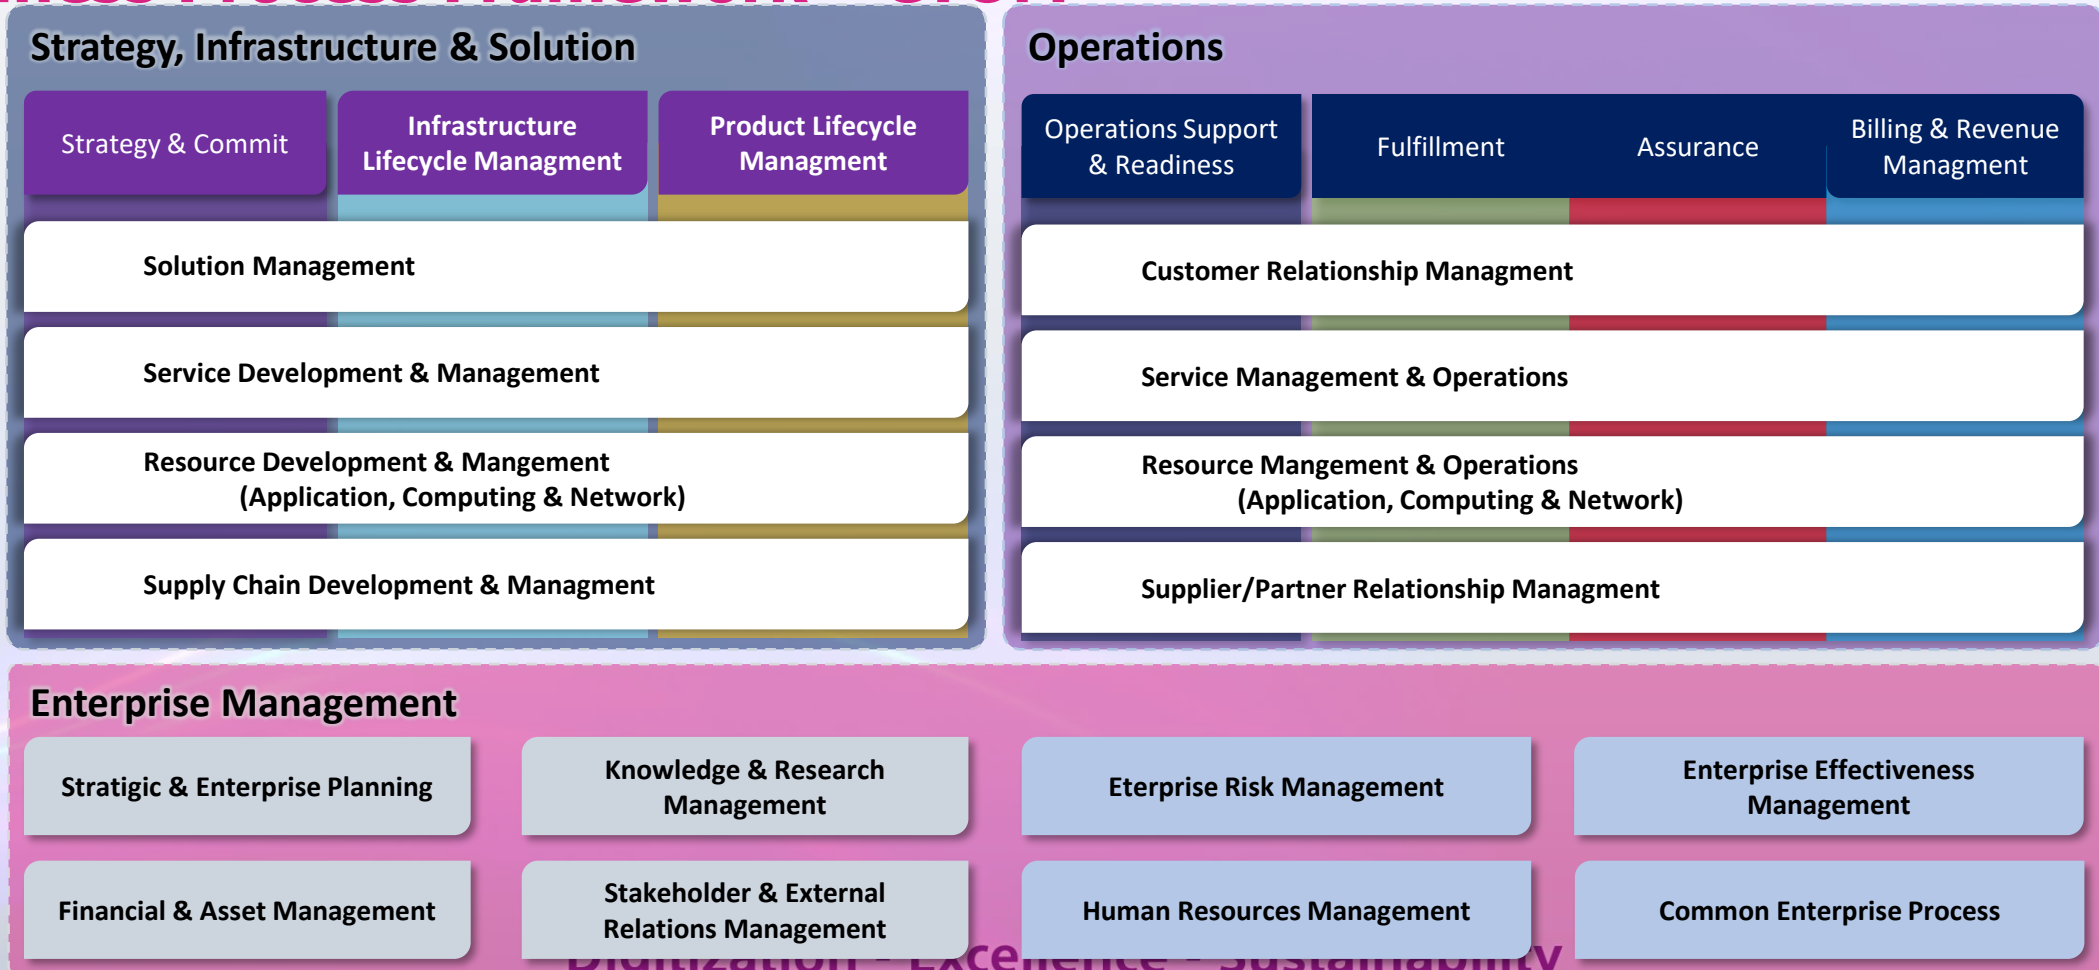 Strategy, Infrastructure & Solution
Strategy & Commit
Infrastructure
Lifecycle Managment
Product Lifecycle
Managment
Solution Management
Service Development & Management
Resource Development & Mangement
(Application, Computing & Network)
Supply Chain Development & Managment
Operations
Operations Support
& Readiness
Fulfillment
Assurance
Billing & Revenue
Managment
Customer Relationship Managment
Service Management & Operations
Resource Mangement & Operations
(Application, Computing & Network)
Supplier/Partner Relationship Managment
Enterprise Management
Stratigic & Enterprise Planning
Knowledge & Research
Management
Eterprise Risk Management
Enterprise Effectiveness
Management
Financial & Asset Management
Stakeholder & External
Relations Management
Human Resources Management
Common Enterprise Process
Digitization - Excellence - Sustainability